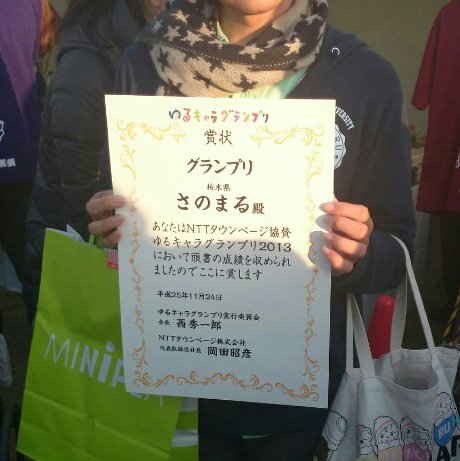 ゆるキャラグランプリ
賞状
グランプリ
栃木県
さのまる 殿
あなたはNTTタウンページ協賛
ゆるキャラグランプリ2013
において頭書の成績を収められ
ましたのでここに賞します
平成25年11月24日
ゆるキャラグランプリ実行委員会
会長 西秀一郎
NTTタウンページ株式会社
代表取締役社長 岡田昭彦